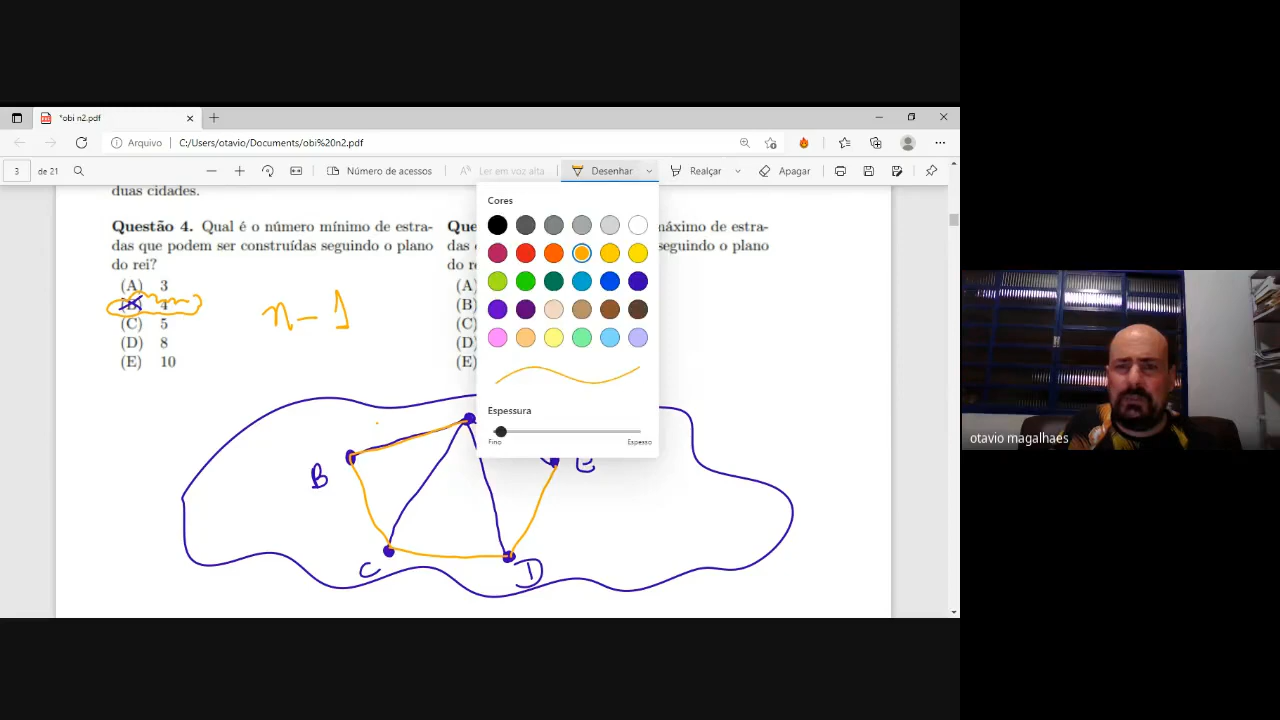 *obi n2.pdf
Arquivo C:/Users/otavio/Documents/obi%20n2.pdf
3 de 21 Número de acessos Ler em voz alta Desenhar Realçar Apagar
duas cidades.
Questão 4. Qual é o número mínimo de estra-
das que podem ser construídas seguindo o plano
do rei?
(A) 3
4
(C) 5
(D) 8
(E) 10
n-1
Cores
Espessura
Fino Espesso
Que
áximo de estra-
das
seguindo o plano
do r
(A)
(B)
(C)
(D)
(E)
B
E
C
D
otavio magalhaes